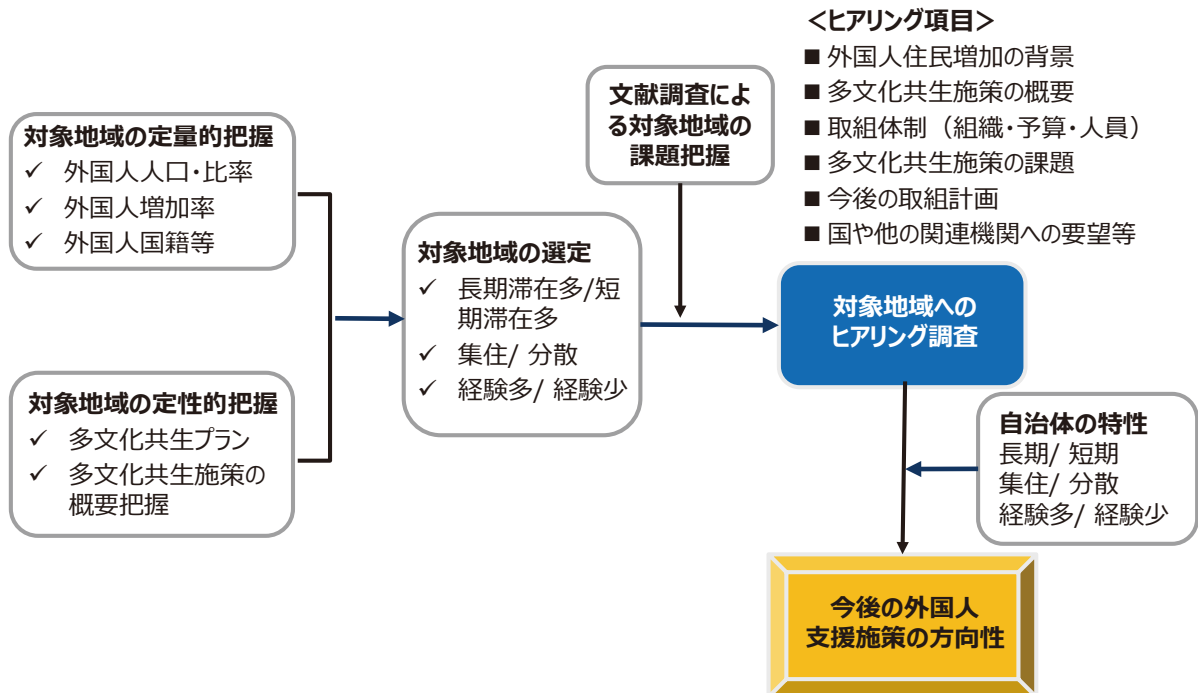 対象地域の定量的把握
✓ 外国人人口・比率
✓ 外国人増加率
✓ 外国人国籍等
対象地域の定性的把握
✓ 多文化共生プラン
✓ 多文化共生施策の
概要把握
対象地域の選定
✓ 長期滞在多/短
期滞在多
✓ 集住/ 分散
✓ 経験多/ 経験少
文献調査によ
る対象地域の
課題把握
＜ヒアリング項目＞
■ 外国人住民増加の背景
■ 多文化共生施策の概要
■ 取組体制（組織・予算・人員）
■ 多文化共生施策の課題
■ 今後の取組計画
■ 国や他の関連機関への要望等
対象地域への
ヒアリング調査
自治体の特性
長期/ 短期
集住/ 分散
経験多/ 経験少
今後の外国人
支援施策の方向性